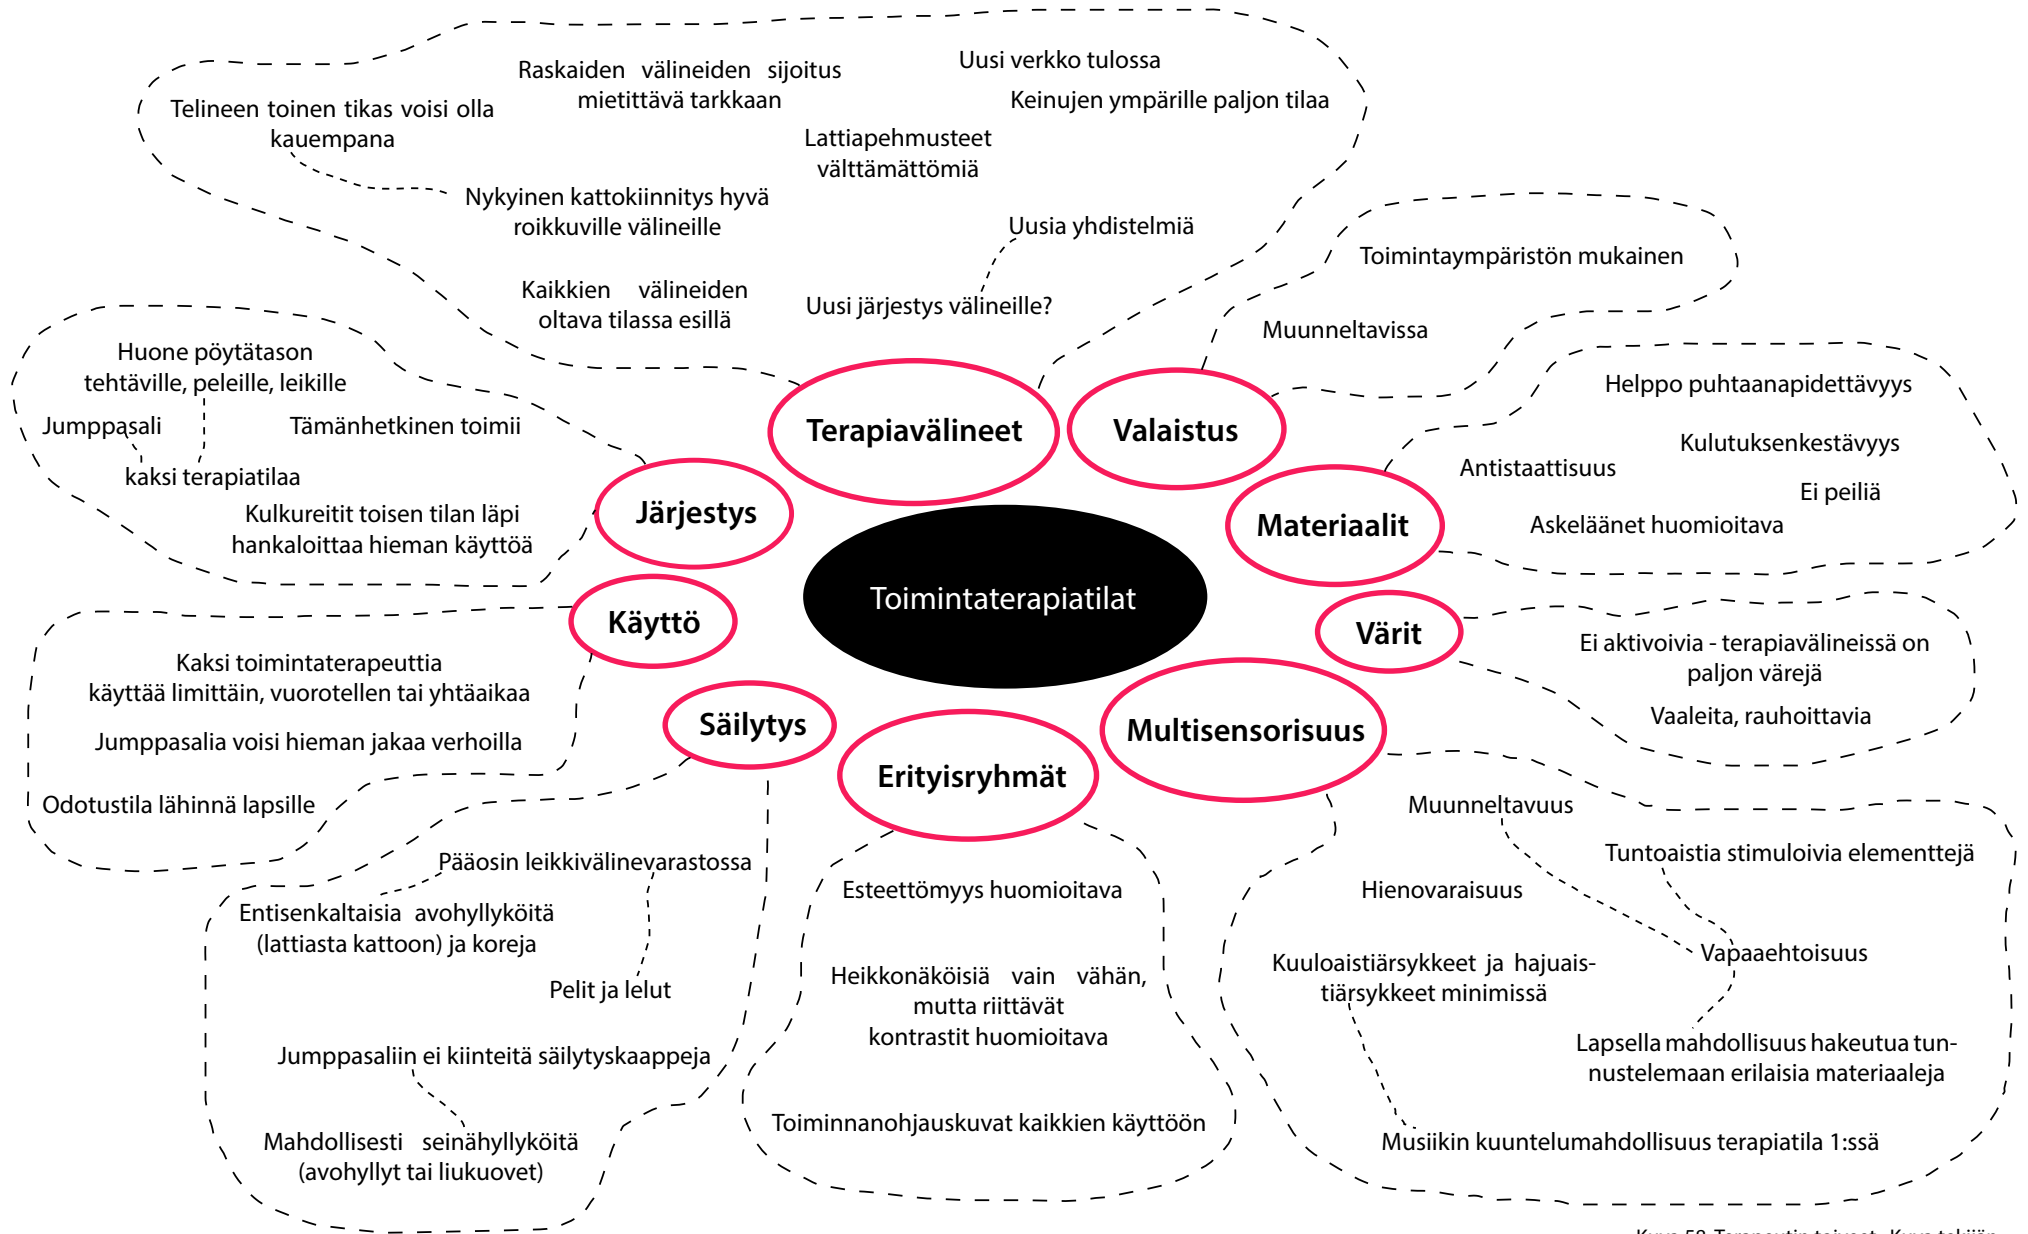 Raskaiden välineiden sijoitus
mietittävä tarkkaan
Uusi verkko tulossa
Keinujen ympärille paljon tilaa
Telineen toinen tikas voisi olla
kauempana
Lattiapehmusteet
välttämättömiä
Nykyinen kattokiinnitys hyvä
roikkuville välineille
Uusia yhdistelmiä
Kaikkien välineiden
oltava tilassa esillä
Uusi järjestys välineille?
Toimintaympäristön mukainen
Muunneltavissa
Huone pöytätason
tehtäville, peleille, leikille
Jumppasali
Tämänhetkinen toimii
kaksi terapiatilaa
Kulkureitit toisen tilan läpi
hankaloittaa hieman käyttöä
Terapiavälineet
Valaistus
Helppo puhtaanapidettävyys
Kulutuksenkestävyys
Antistaattisuus
Ei peiliä
Askeläänet huomioitava
Järjestys
Materiaalit
Toimintaterapiatilat
Käyttö
Värit
Ei aktivoivia - terapiavälineissä on
paljon värejä
Vaaleita, rauhoittavia
Kaksi toimintaterapeuttia
käyttää limittäin, vuorotellen tai yhtäaikaa
Jumppasalia voisi hieman jakaa verhoilla
Odotustila lähinnä lapsille
Säilytys
Erityisryhmät
Multisensorisuus
Pääosin leikkivälinevarastossa
Entisenkaltaisia avohyllyköitä
(lattiasta kattoon) ja koreja
Pelit ja lelut
Jumppasaliin ei kiinteitä säilytyskaappeja
Mahdollisesti seinähyllyköitä
(avohyllyt tai liukuovet)
Esteettömyys huomioitava
Heikkonäköisiä vain vähän,
mutta riittävät
kontrastit huomioitava
Toiminnanohjauskuvat kaikkien käyttöön
Muunneltavuus
Tuntoaistia stimuloivia elementtejä
Hienovaraisuus
Vapaaehtoisuus
Kuuloaistiärsykkeet ja hajuais-
tiärsykkeet minimissä
Lapsella mahdollisuus hakeutua tun-
nustelemaan erilaisia materiaaleja
Musiikin kuuntelumahdollisuus terapiatila 1:ssä
Kuva 58. Terapeutin toiveet. Kuva tekijän.